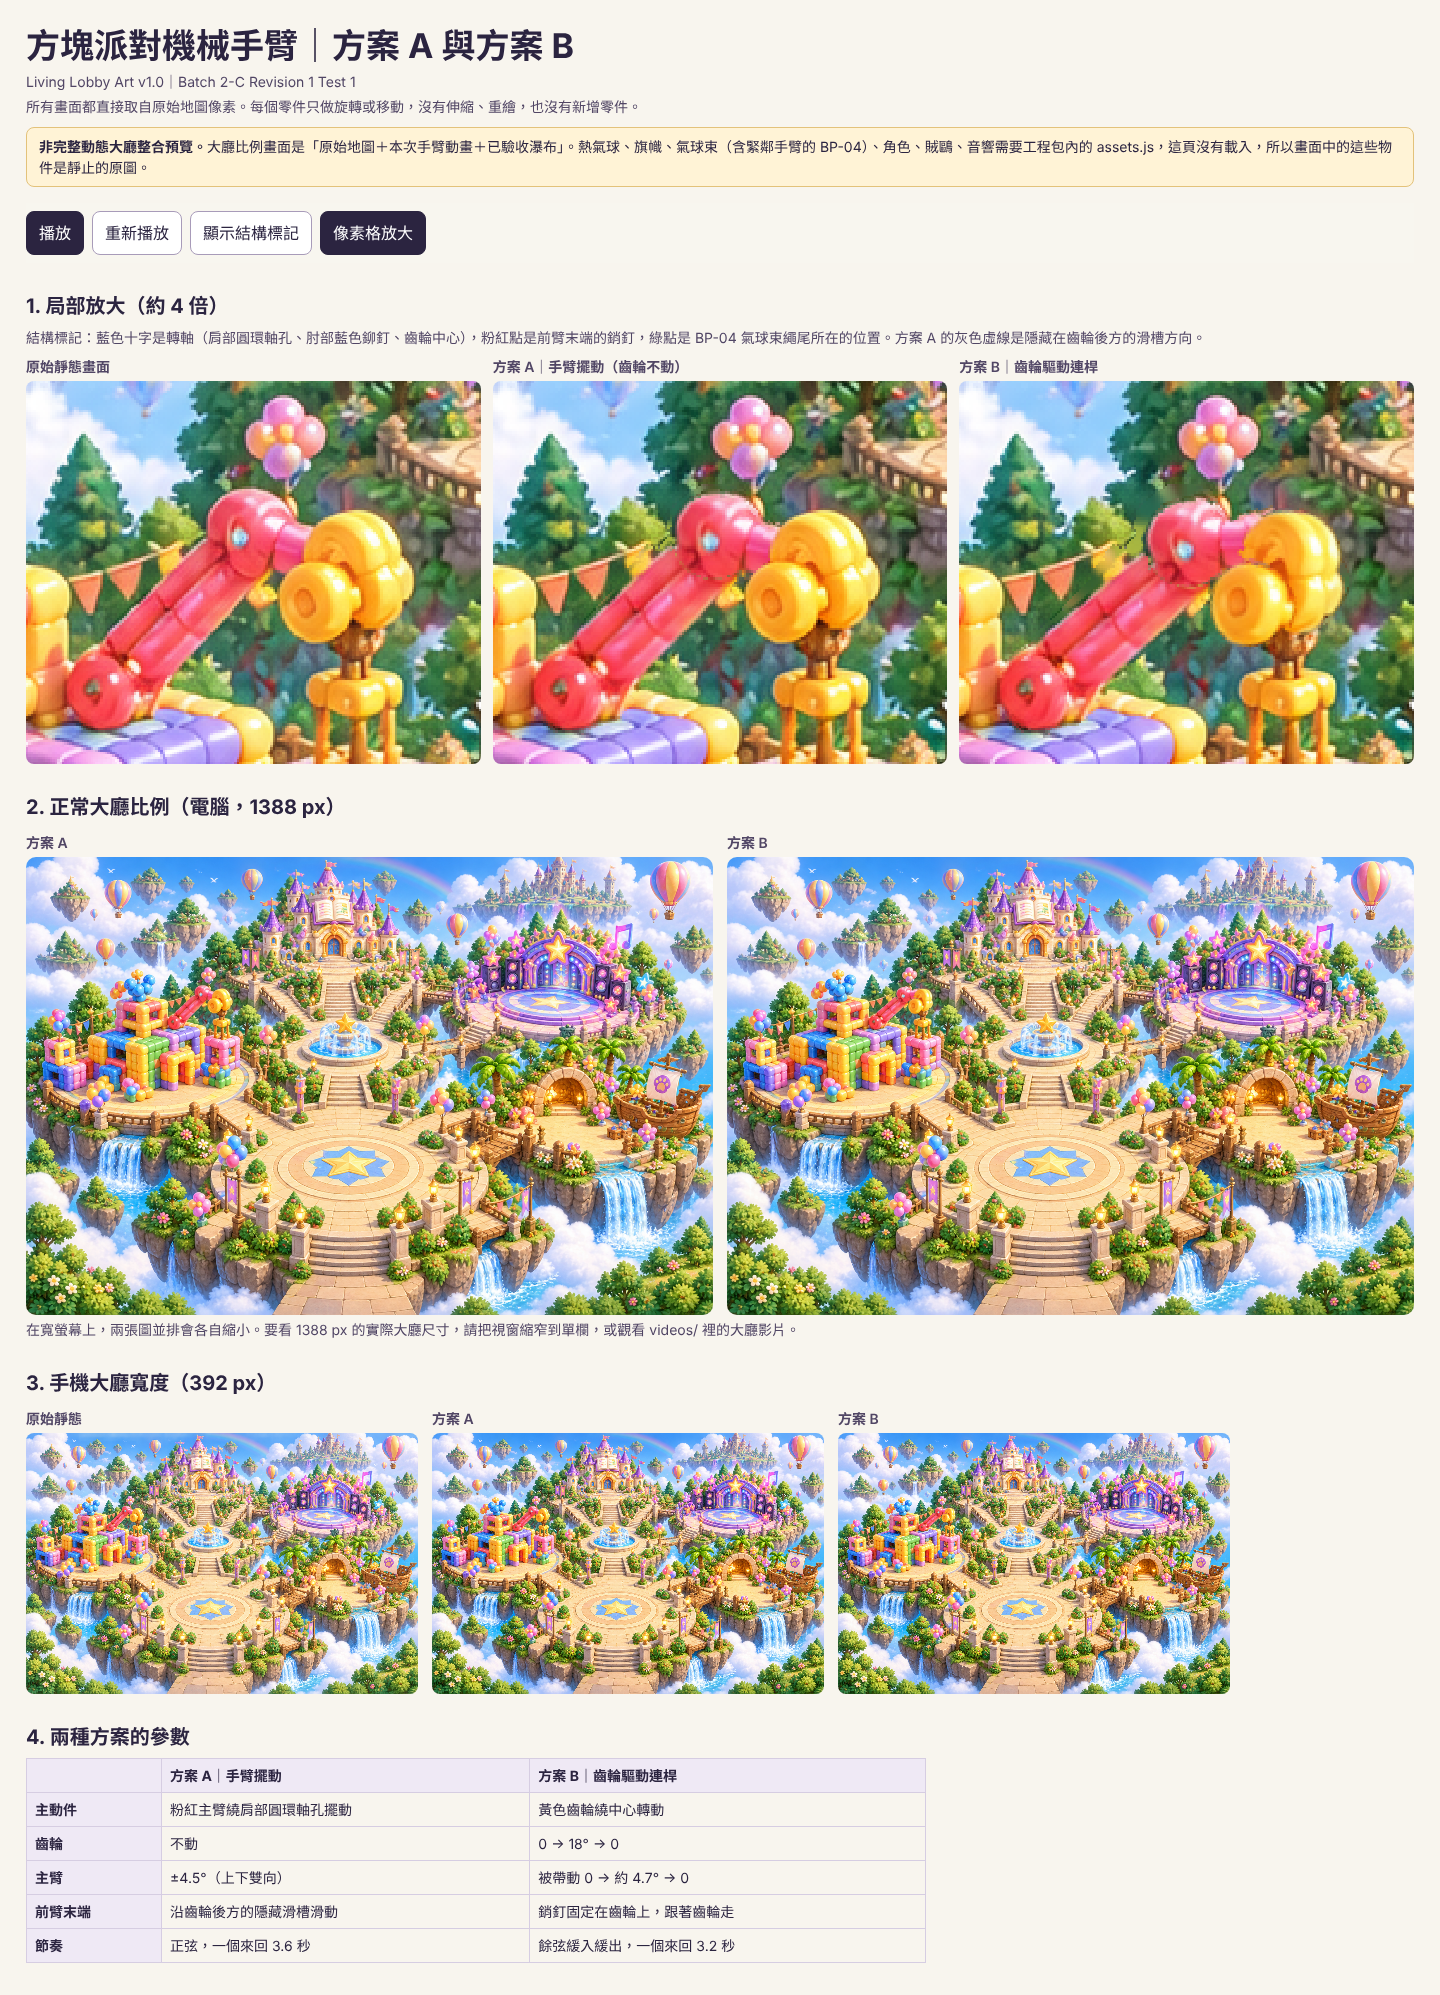 方塊派對機械手臂｜方案 A 與方案 B
Living Lobby Art v1.0｜Batch 2-C Revision 1 Test 1
所有畫面都直接取自原始地圖像素。每個零件只做旋轉或移動，沒有伸縮、重繪，也沒有新增零件。
非完整動態大廳整合預覽。大廳比例畫面是「原始地圖＋本次手臂動畫＋已驗收瀑布」。熱氣球、旗幟、氣球束（含緊鄰手臂的 BP-04）、角色、賊鷗、音響需要工程包內的 assets.js，這頁沒有載入，所以畫面中的這些物
件是靜止的原圖。
播放
重新播放
顯示結構標記
像素格放大
1. 局部放大（約 4 倍）
結構標記：藍色十字是轉軸（肩部圓環軸孔、肘部藍色鉚釘、齒輪中心），粉紅點是前臂末端的銷釘，綠點是 BP-04 氣球束繩尾所在的位置。方案 A 的灰色虛線是隱藏在齒輪後方的滑槽方向。
原始靜態畫面
方案 A｜手臂擺動（齒輪不動）
方案 B｜齒輪驅動連桿
2. 正常大廳比例（電腦，1388 px）
方案 A
方案 B
在寬螢幕上，兩張圖並排會各自縮小。要看 1388 px 的實際大廳尺寸，請把視窗縮窄到單欄，或觀看 videos/ 裡的大廳影片。
3. 手機大廳寬度（392 px）
原始靜態
方案 A
方案 B
4. 兩種方案的參數
方案 A｜手臂擺動
方案 B｜齒輪驅動連桿
主動件
粉紅主臂繞肩部圓環軸孔擺動
黃色齒輪繞中心轉動
齒輪
不動
0 → 18° → 0
主臂
±4.5°（上下雙向）
被帶動 0 → 約 4.7° → 0
前臂末端
沿齒輪後方的隱藏滑槽滑動
銷釘固定在齒輪上，跟著齒輪走
節奏
正弦，一個來回 3.6 秒
餘弦緩入緩出，一個來回 3.2 秒